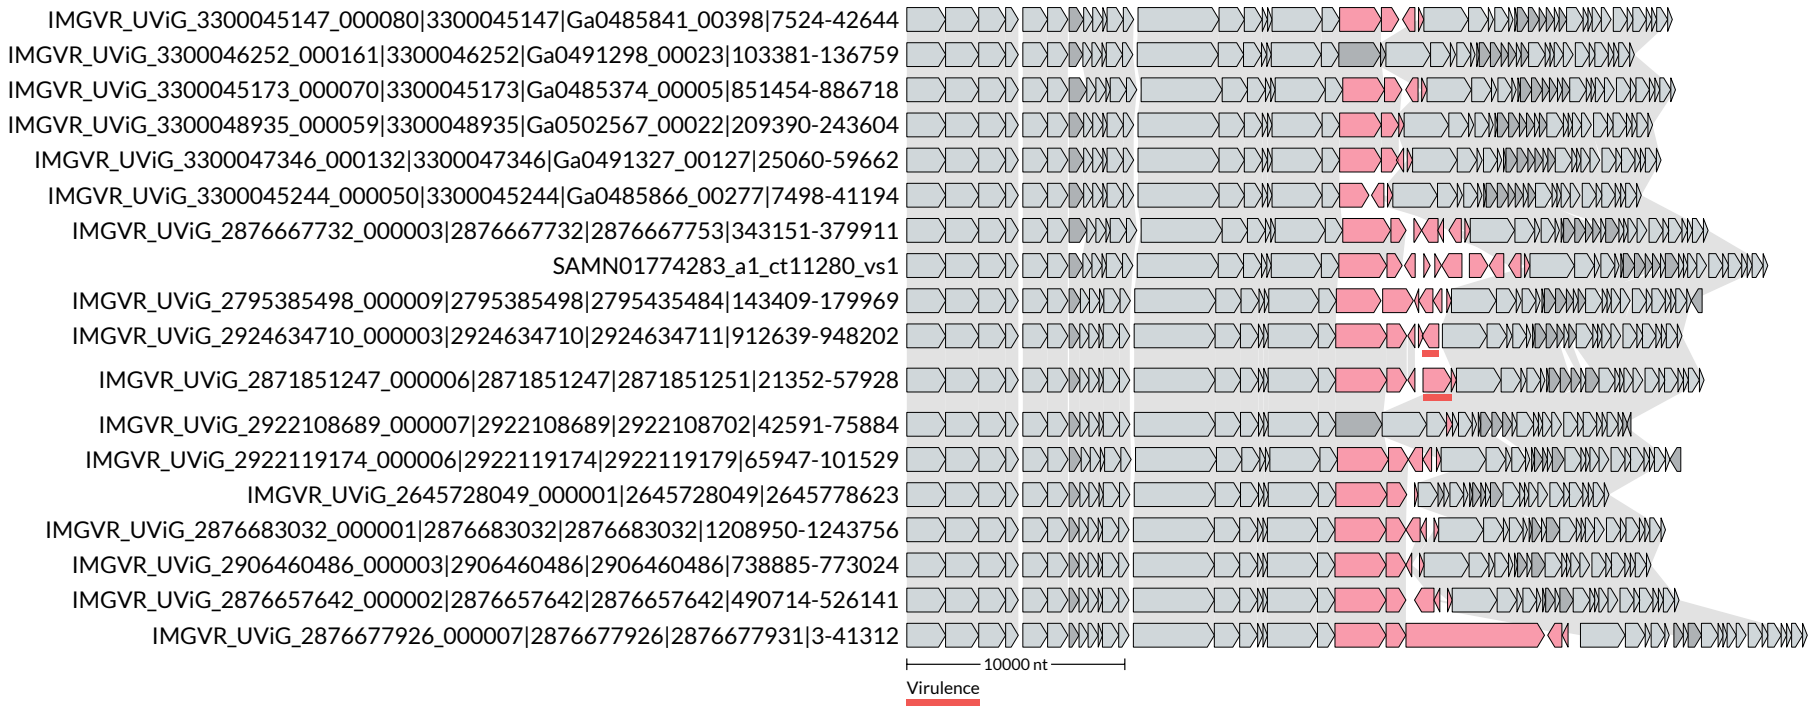 IMGVR_UViG_3300045147_000080|3300045147|Ga0485841_00398|7524-42644
IMGVR_UViG_3300046252_000161|3300046252|Ga0491298_00023|103381-136759
IMGVR_UViG_3300045173_000070|3300045173|Ga0485374_00005|851454-886718
IMGVR_UViG_3300048935_000059|3300048935|Ga0502567_00022|209390-243604
IMGVR_UViG_3300047346_000132|3300047346|Ga0491327_00127|25060-59662
IMGVR_UViG_3300045244_000050|3300045244|Ga0485866_00277|7498-41194
IMGVR_UViG_2876667732_000003|2876667732|2876667753|343151-379911
SAMN01774283_a1_ct11280_vs1
IMGVR_UViG_2795385498_000009|2795385498|2795435484|143409-179969
IMGVR_UViG_2924634710_000003|2924634710|2924634711|912639-948202
IMGVR_UViG_2871851247_000006|2871851247|2871851251|21352-57928
IMGVR_UViG_2922108689_000007|2922108689|2922108702|42591-75884
IMGVR_UViG_2922119174_000006|2922119174|2922119179|65947-101529
IMGVR_UViG_2645728049_000001|2645728049|2645778623
IMGVR_UViG_2876683032_000001|2876683032|2876683032|1208950-1243756
IMGVR_UViG_2906460486_000003|2906460486|2906460486|738885-773024
IMGVR_UViG_2876657642_000002|2876657642|2876657642|490714-526141
IMGVR_UViG_2876677926_000007|2876677926|2876677931|3-41312
10000 nt
Virulence